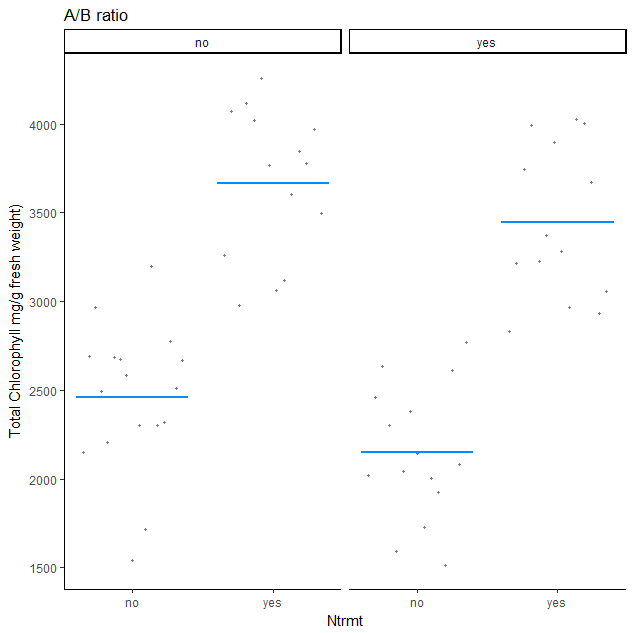 A/B ratio
no yes
4000
3500
3000
2500
2000
1500
Total Chlorophyll mg/g fresh weight)
no yes no yes
Ntrmt